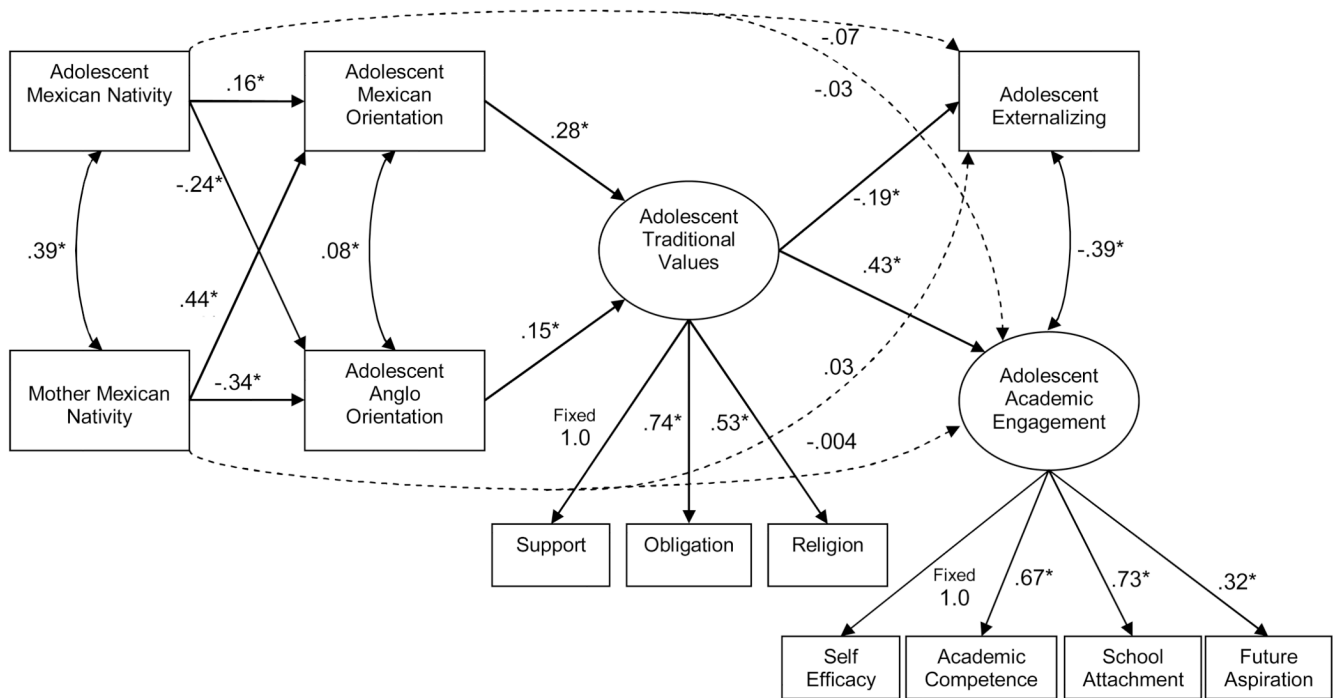 -.07
Adolescent
Mexican Nativity
.16*
Adolescent
Mexican
Orientation
-.03
Adolescent
Externalizing
.28*
-.24*
-.19*
Adolescent
Traditional
Values
.39*
.08*
-.39*
.43*
.44*
.15*
Mother Mexican
Nativity
-.34*
Adolescent
Anglo
Orientation
.03
Adolescent
Academic
Engagement
Fixed
1.0
.74*
.53*
-.004
Support
Obligation
Religion
Fixed
1.0
.67*
.73*
.32*
Self
Efficacy
Academic
Competence
School
Attachment
Future
Aspiration